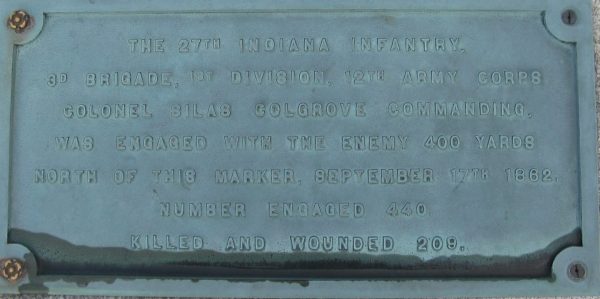 THE 27TH INDIANA INFANTRY,
3D BRIGADE, 1ST DIVISION, 12TH ARMY CORPS
COLONEL SILAS COLGROVE COMMANDING,
WAS ENGAGED WITH THE ENEMY 400 YARDS
NORTH OF THIS MARKER, SEPTEMBER 17TH 1862.
NUMBER ENGAGED 440
KILLED AND WOUNDED 209.